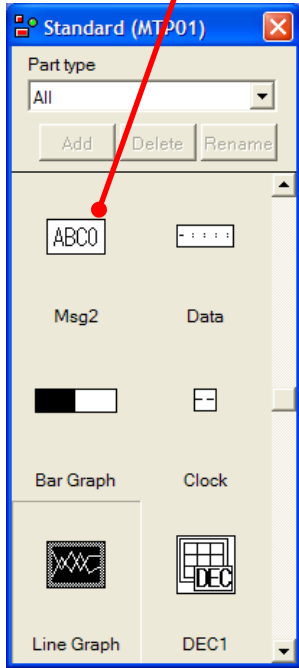 Standard (MTP01)
Part type
All
Add Delete Rename
ABC0
Msg2 Data
Bar Graph Clock
DEC
Line Graph DEC1